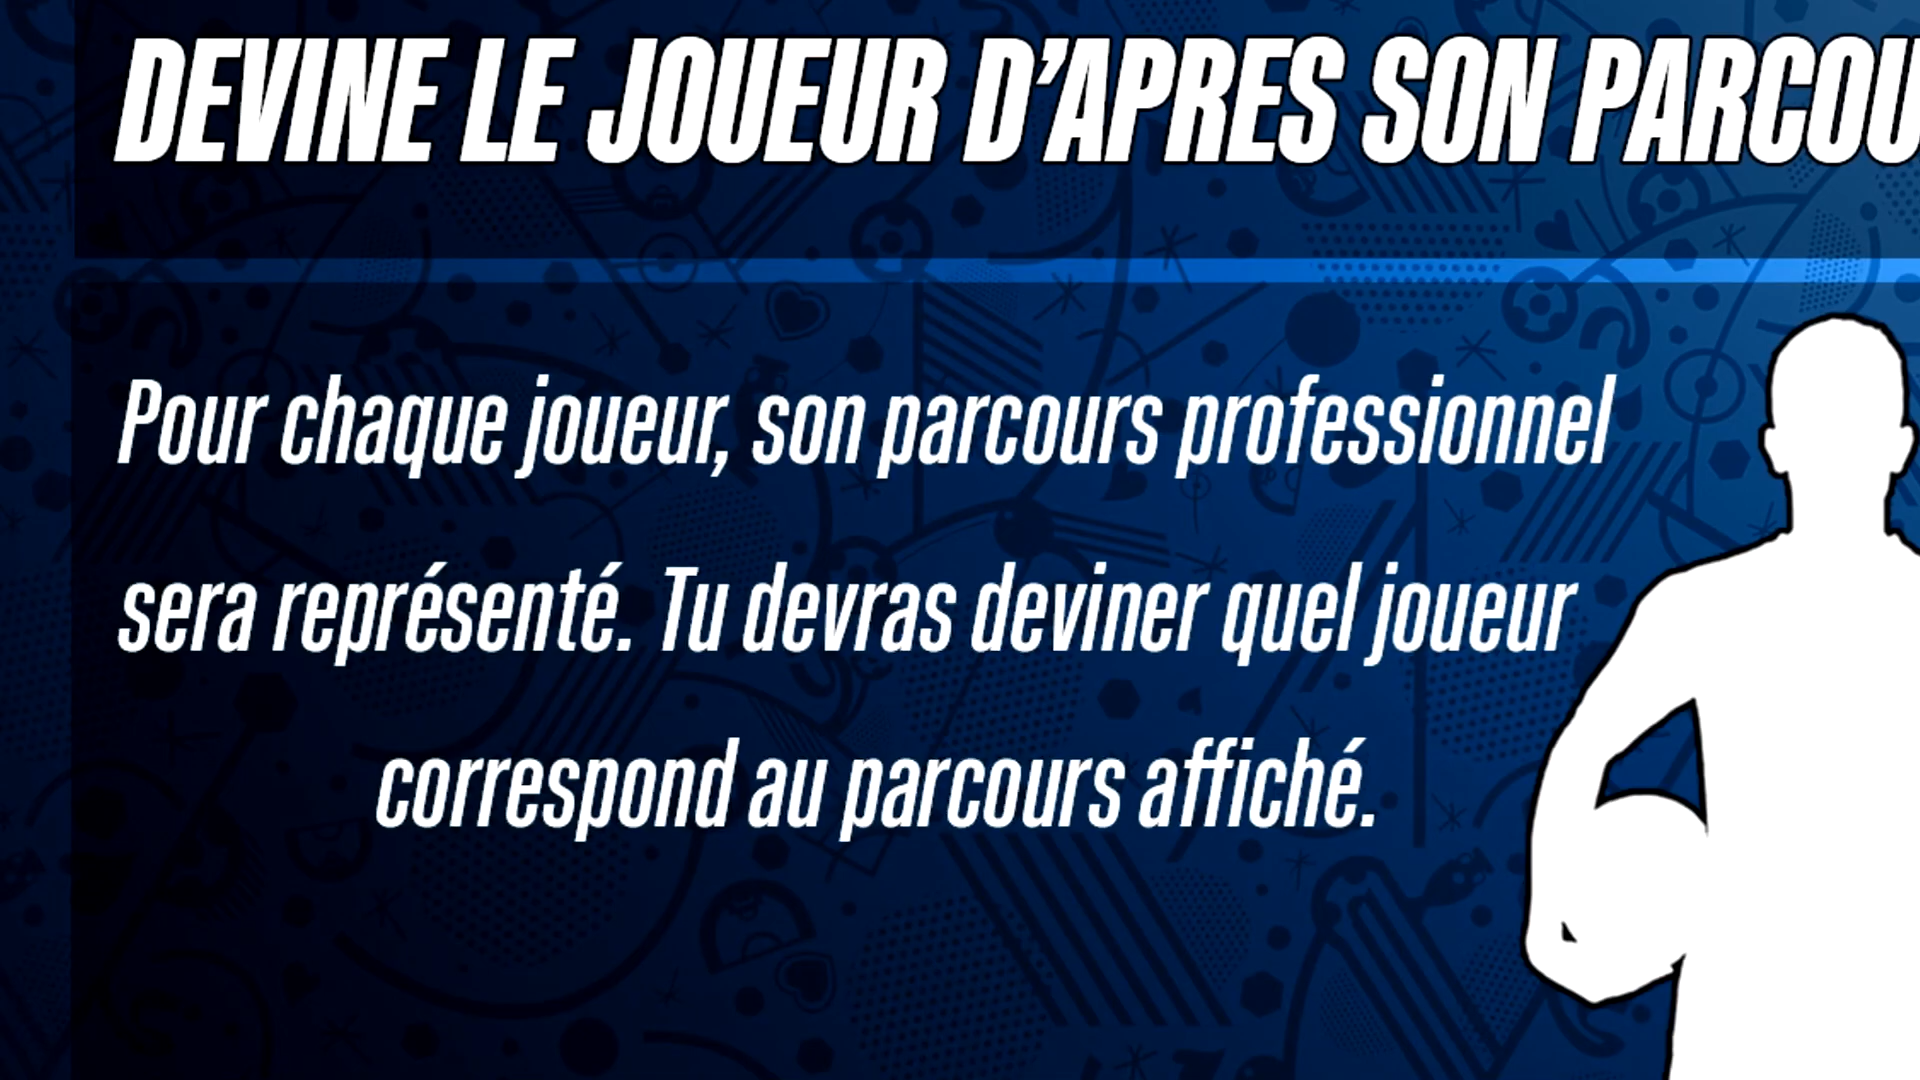 DEVINE LE JOUEUR D’APRES SON PARCOU
Pour chaque joueur, son parcours professionnel
sera représenté. Tu devras deviner quel joueur
correspond au parcours affiché.